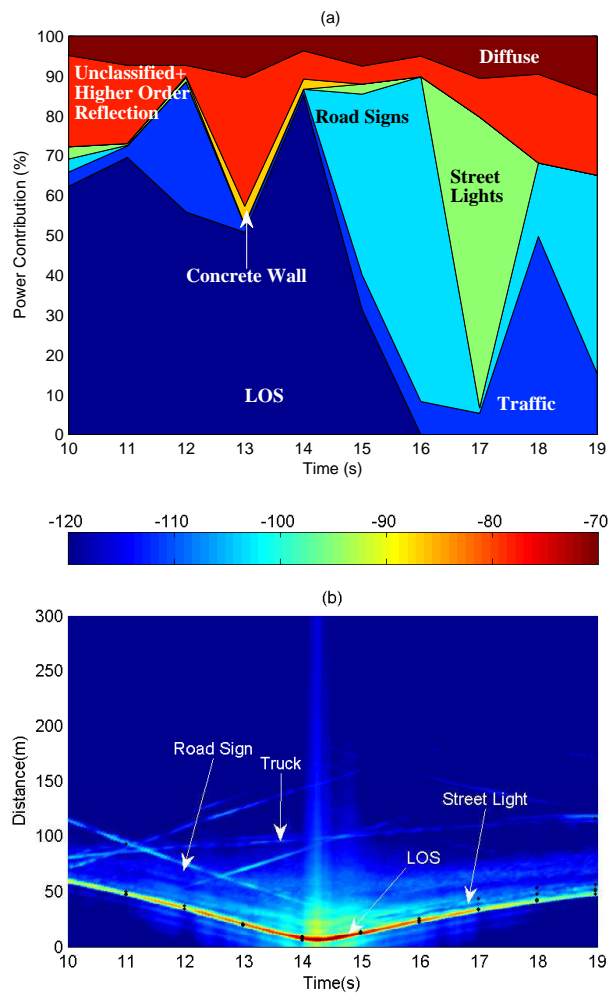 (a)
100
90
80
70
60
50
40
30
20
10
0
Power Contribution (%)
Diffuse
Unclassified+
Higher Order
Reflection
Road Signs
Street
Lights
Concrete Wall
LOS
Traffic
10 11 12 13 14 15 16 17 18 19
Time (s)
-120 -110 -100 -90 -80 -70
(b)
300
250
200
150
100
50
0
Distance(m)
Road Sign
Truck
Street Light
LOS
10 11 12 13 14 15 16 17 18 19
Time(s)